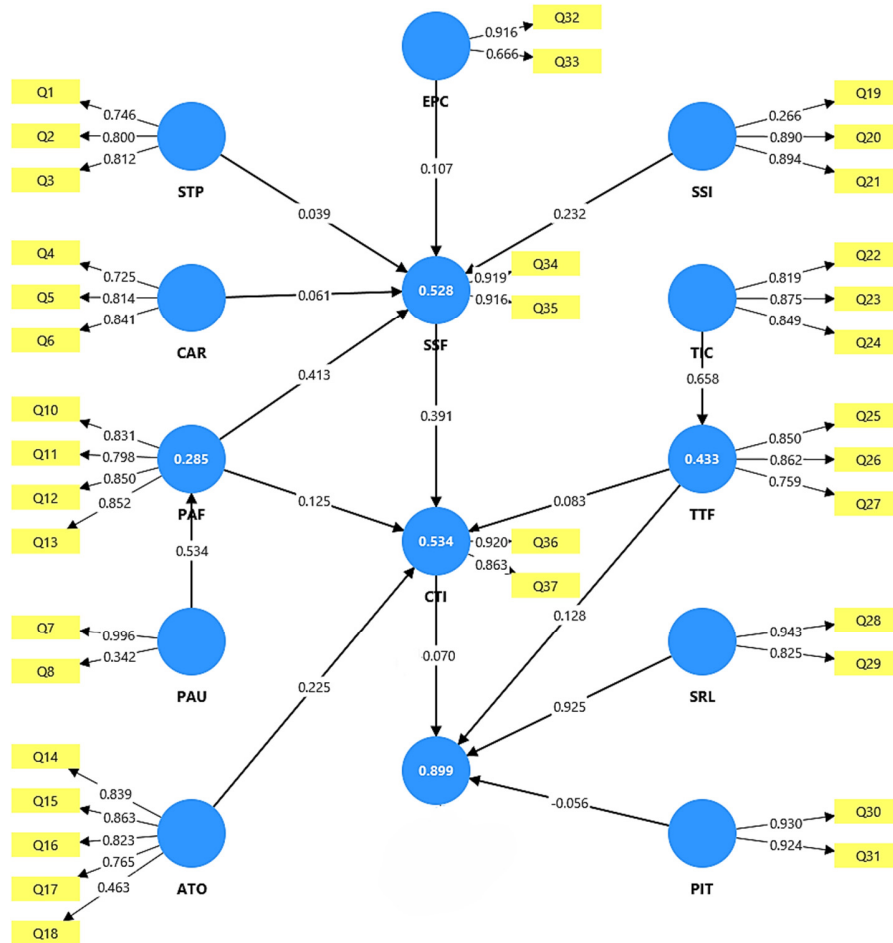 Q32
0.916
0.666
Q33
EPC
Q1
0.746
Q2
0.800
0.812
Q3
STP
Q19
0.266
0.890
Q20
0.894
Q21
SSI
0.107
0.039
0.232
Q4
0.725
Q5
0.814
0.841
Q6
CAR
0.061
0.528
SSF
0.919
Q34
0.916
Q35
Q22
0.819
0.875
Q23
0.849
Q24
TIC
0.658
0.413
0.391
Q10
0.831
Q11
0.798
Q12
0.850
0.852
Q13
0.285
PAF
0.125
0.433
TTF
0.850
Q25
0.862
Q26
0.759
Q27
0.083
0.534
CTI
0.920
Q36
0.863
Q37
0.534
0.128
Q7
0.996
0.342
Q8
PAU
0.225
0.070
Q28
0.943
0.825
Q29
SRL
0.925
0.899
-0.056
Q14
0.839
Q15
0.863
Q16
0.823
0.765
Q17
0.463
Q18
ATO
Q30
0.930
0.924
Q31
PIT